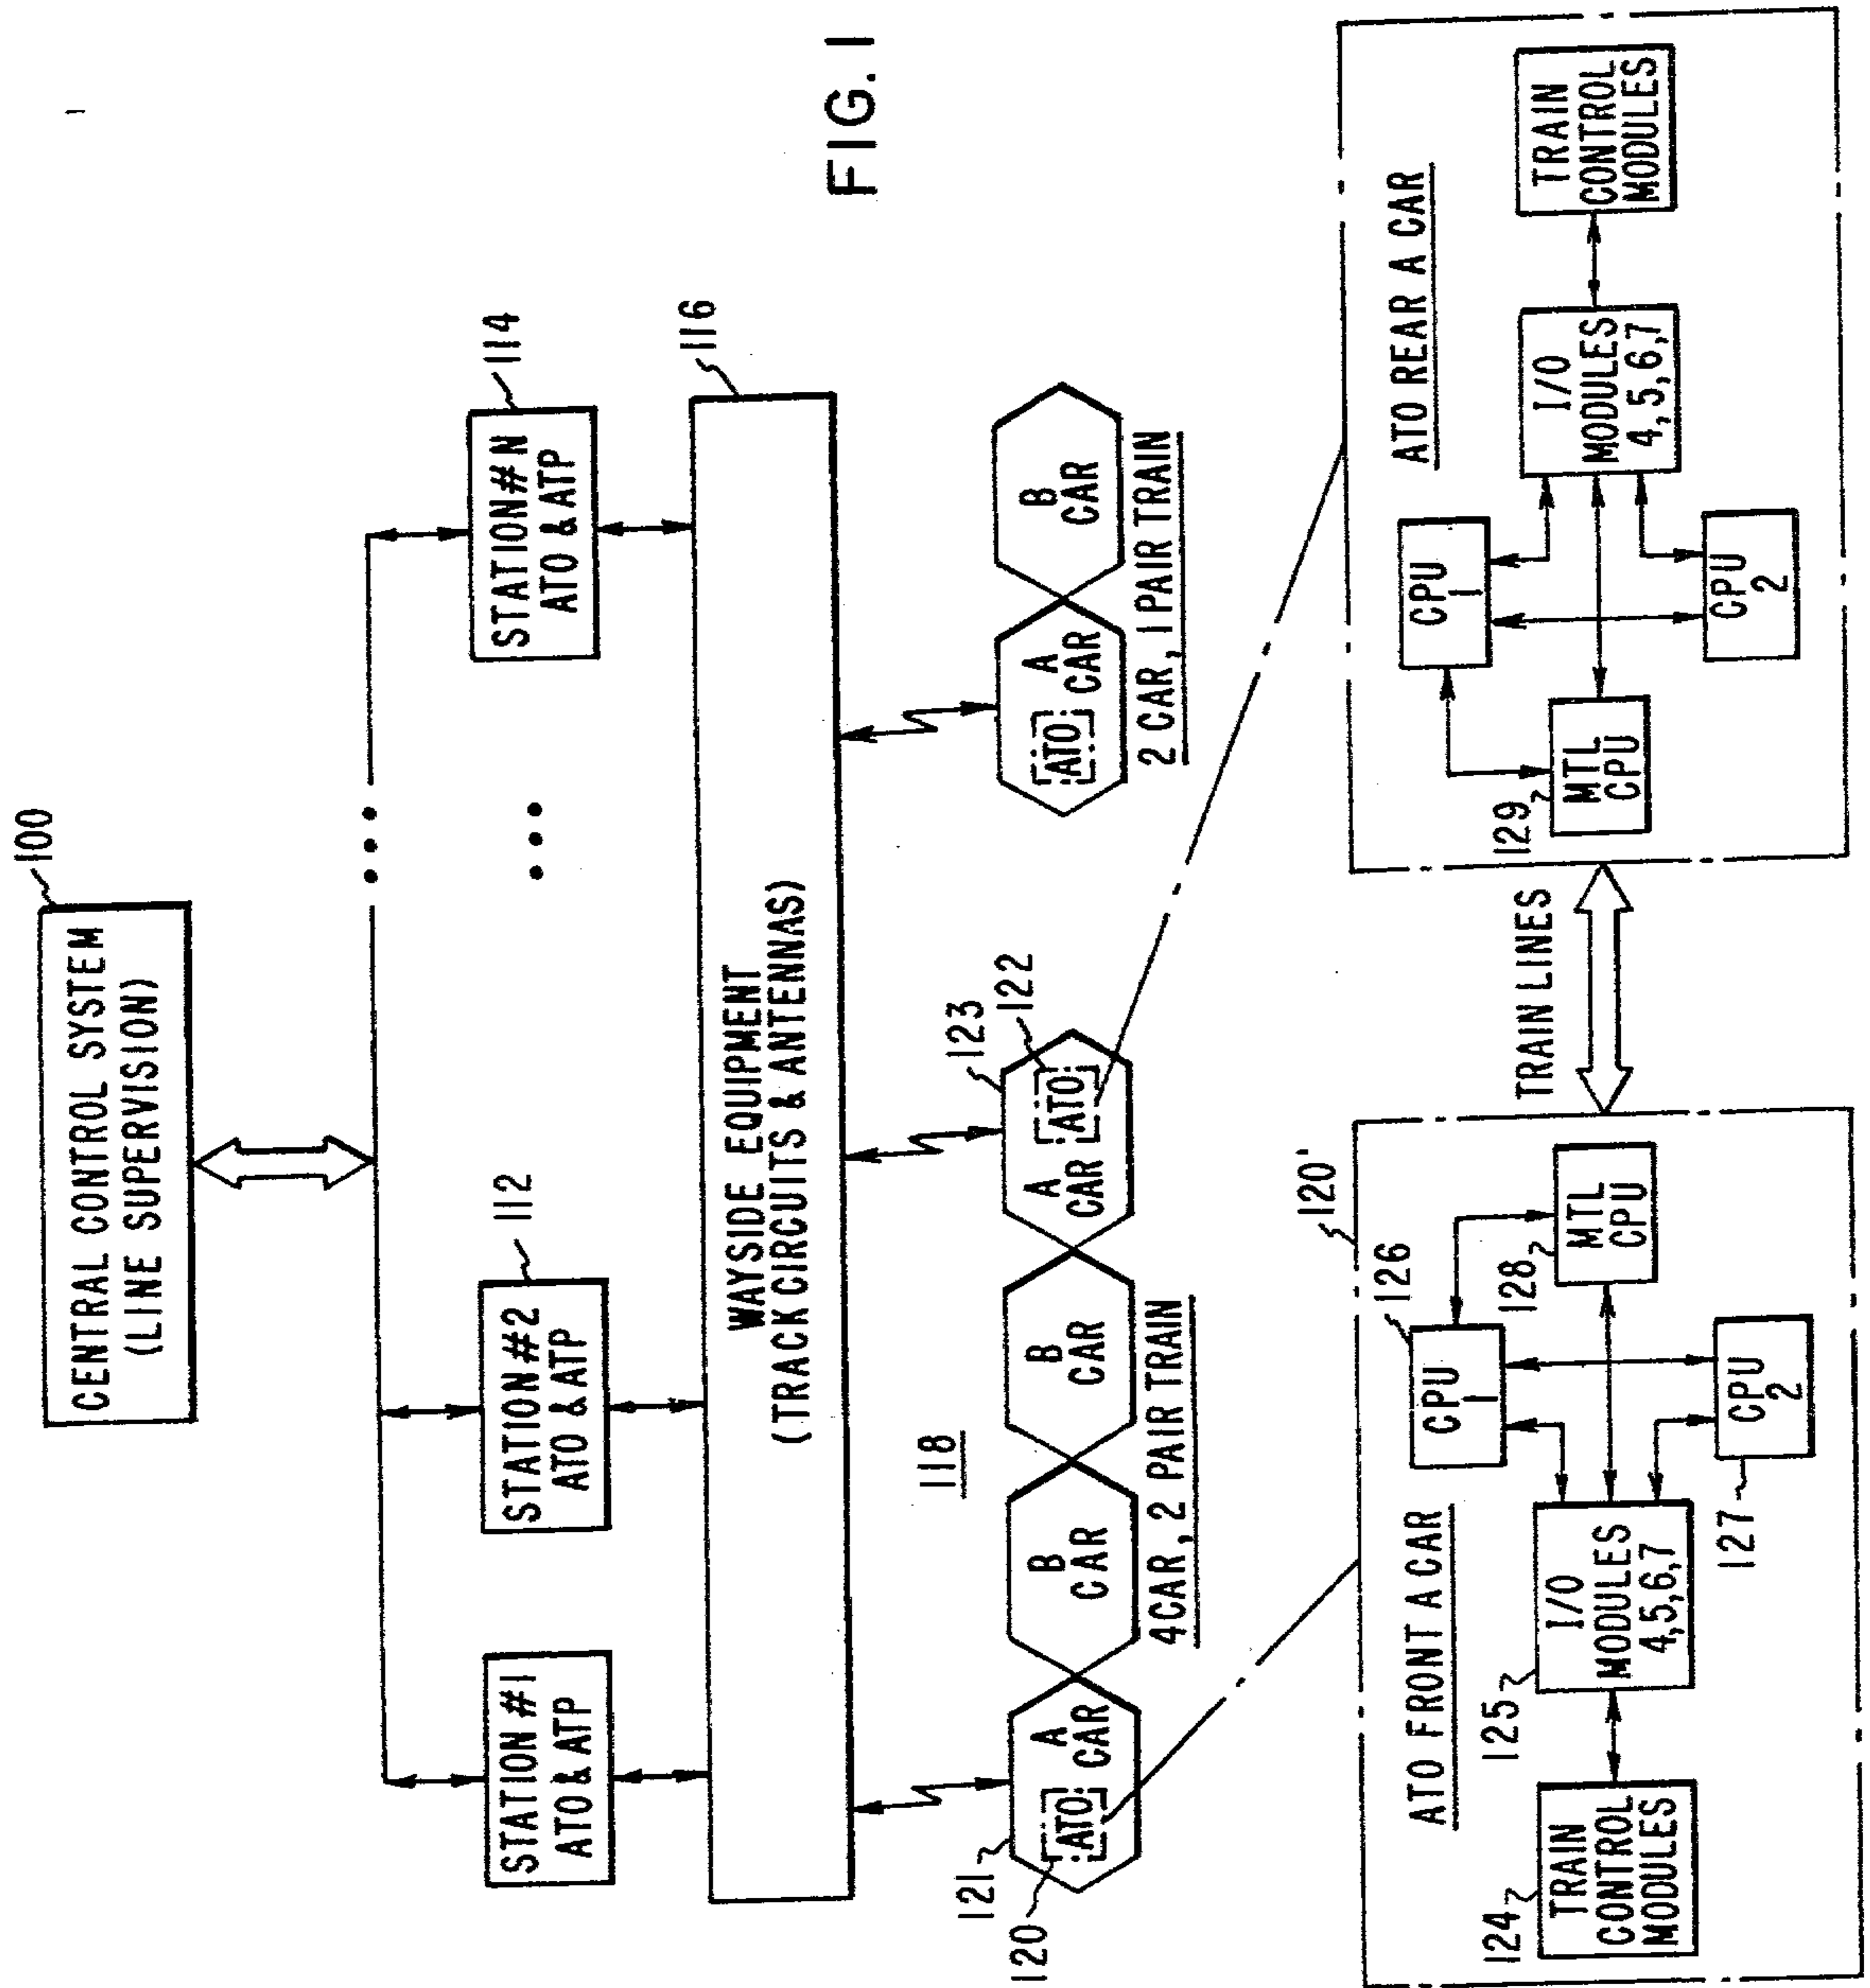 100
CENTRAL CONTROL SYSTEM
(LINE SUPERVISION)
STATION #1
ATO & ATP
STATION #2
ATO & ATP
112
• • •
• • •
STATION # N
ATO & ATP
114
116
WAYSIDE EQUIPMENT
(TRACK CIRCUITS & ANTENNAS)
FIG. 1
118
121
120
ATO
A
CAR
B
CAR
B
CAR
A
CAR
ATO
123
122
4 CAR, 2 PAIR TRAIN
ATO
A
CAR
B
CAR
2 CAR, 1 PAIR TRAIN
ATO FRONT A CAR
120'
124
TRAIN
CONTROL
MODULES
125
I/O
MODULES
4,5,6,7
126
CPU
1
127
CPU
2
128
MTL
CPU
TRAIN LINES
ATO REAR A CAR
129
MTL
CPU
CPU
1
CPU
2
I/O
MODULES
4,5,6,7
TRAIN
CONTROL
MODULES